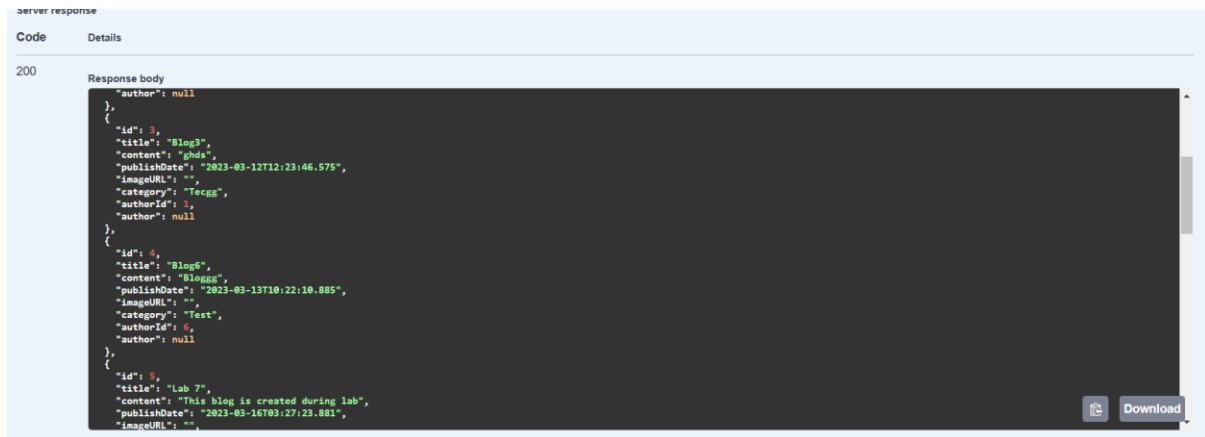 Server response
Code Details
200
Response body
"author": null
},
{
"id": 3,
"title": "Blog3",
"content": "ghds",
"publishDate": "2023-03-12T12:23:46.575",
"imageURL": "",
"category": "Tecgg",
"authorId": 1,
"author": null
},
{
"id": 4,
"title": "Blog6",
"content": "Bloggg",
"publishDate": "2023-03-13T10:22:10.885",
"imageURL": "",
"category": "Test",
"authorId": 6,
"author": null
},
{
"id": 5,
"title": "Lab 7",
"content": "This blog is created during lab",
"publishDate": "2023-03-16T03:27:23.881",
"imageURL": "",
Download